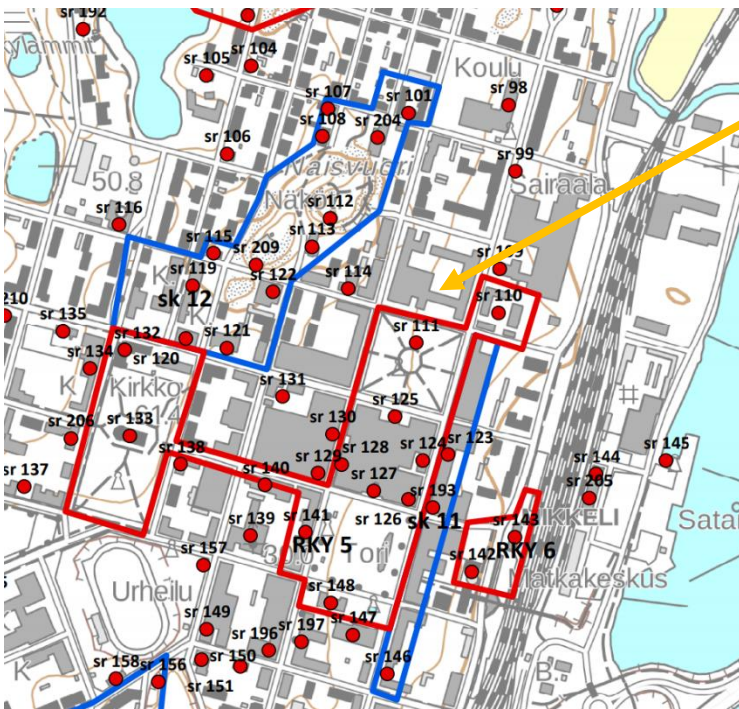 sr 192
kylammit
sr 104
sr 105
Koulu
sr 107
sr 101
sr 98
sr 108
sr 204
sr 106
Naisvuori
sr 99
50.8
Sairaala
Näkö
sr 112
sr 116
sr 113
sr 115
sr 209
sr 109
K.
sr 119
sr 122
sr 114
sk 12
sr 110
210
sr 135
K.
sr 111
sr 132
sr 121
sr 120
sr 134
K
Kirkko
sr 131
sr 125
sr 206
sr 133
sr 130
sr 138
sr 128
sr 124
sr 123
sr 129
sr 137
sr 140
sr 127
sr 144
sr 145
sr 193
sr 205
sr 126
sk 11
sr 139
sr 141
sr 143
IKKELI
Satar
RKY 5
Tori
RKY 6
sr 157
30.0
sr 142
Matkakeskus
Urheilu
sr 148
sr 149
sr 147
sr 196
sr 197
K
sr 158
sr 156
sr 150
sr 146
B.
sr 151